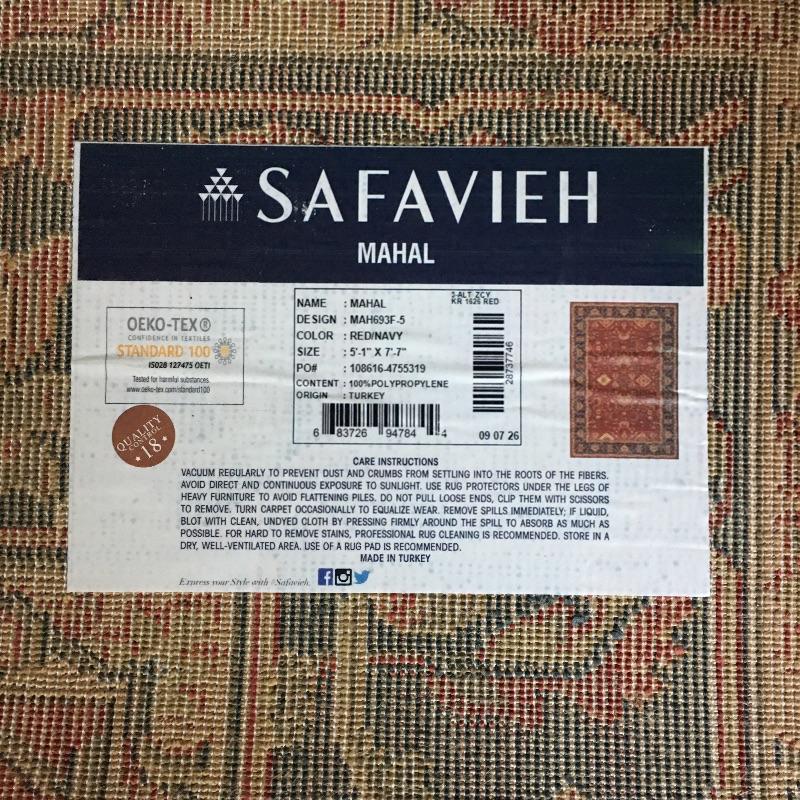 SAFAVIEH
MAHAL
OEKO-TEX®
CONFIDENCE IN TEXTILES
STANDARD 100
IS028 127475 OETI
Tested for harmful substances.
www.oeko-tex.com/standard100
QUALITY
CONTROL
18
NAME : MAHAL
DESIGN : MAH693F-5
COLOR : RED/NAVY
SIZE : 5'-1" X 7'-7"
PO# : 108616-4755319
CONTENT : 100%POLYPROPYLENE
ORIGIN : TURKEY
6 83726 94784 4
KR 1626 RED
28737746
09 07 26
CARE INSTRUCTIONS
VACUUM REGULARLY TO PREVENT DUST AND CRUMBS FROM SETTLING INTO THE ROOTS OF THE FIBERS.
AVOID DIRECT AND CONTINUOUS EXPOSURE TO SUNLIGHT. USE RUG PROTECTORS UNDER THE LEGS OF
HEAVY FURNITURE TO AVOID FLATTENING PILES. DO NOT PULL LOOSE ENDS, CLIP THEM WITH SCISSORS
TO REMOVE. TURN CARPET OCCASIONALLY TO EQUALIZE WEAR. REMOVE SPILLS IMMEDIATELY; IF LIQUID,
BLOT WITH CLEAN, UNDYED CLOTH BY PRESSING FIRMLY AROUND THE SPILL TO ABSORB AS MUCH AS
POSSIBLE. FOR HARD TO REMOVE STAINS, PROFESSIONAL RUG CLEANING IS RECOMMENDED. STORE IN A
DRY, WELL-VENTILATED AREA. USE OF A RUG PAD IS RECOMMENDED.
MADE IN TURKEY
Express your Style with #Safavieh.